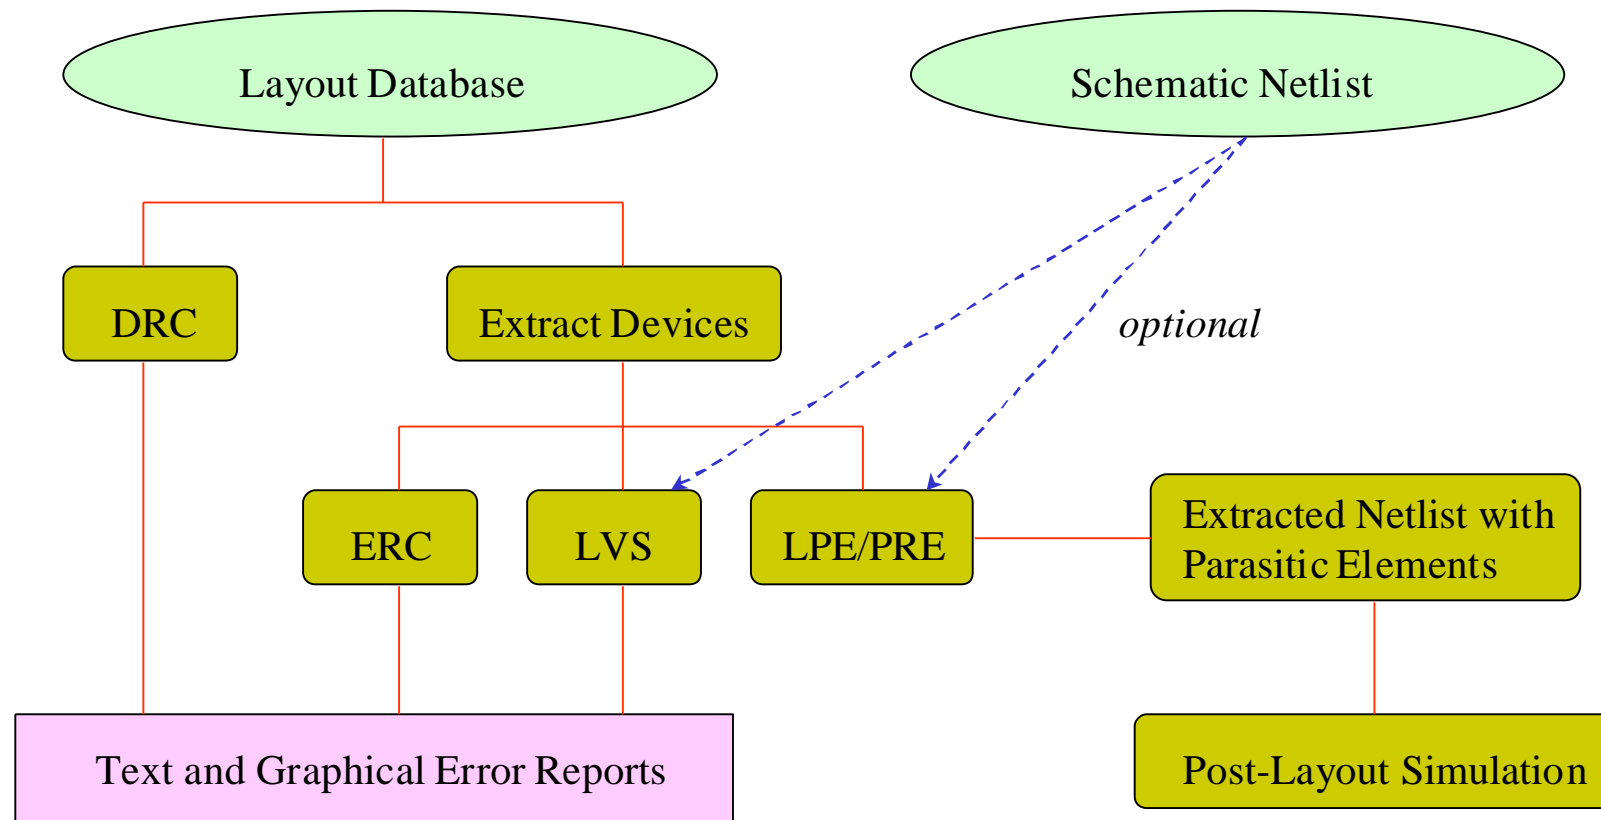 Layout Database
Schematic Netlist
DRC
Extract Devices
optional
ERC
LVS
LPE/PRE
Extracted Netlist with
Parasitic Elements
Text and Graphical Error Reports
Post-Layout Simulation